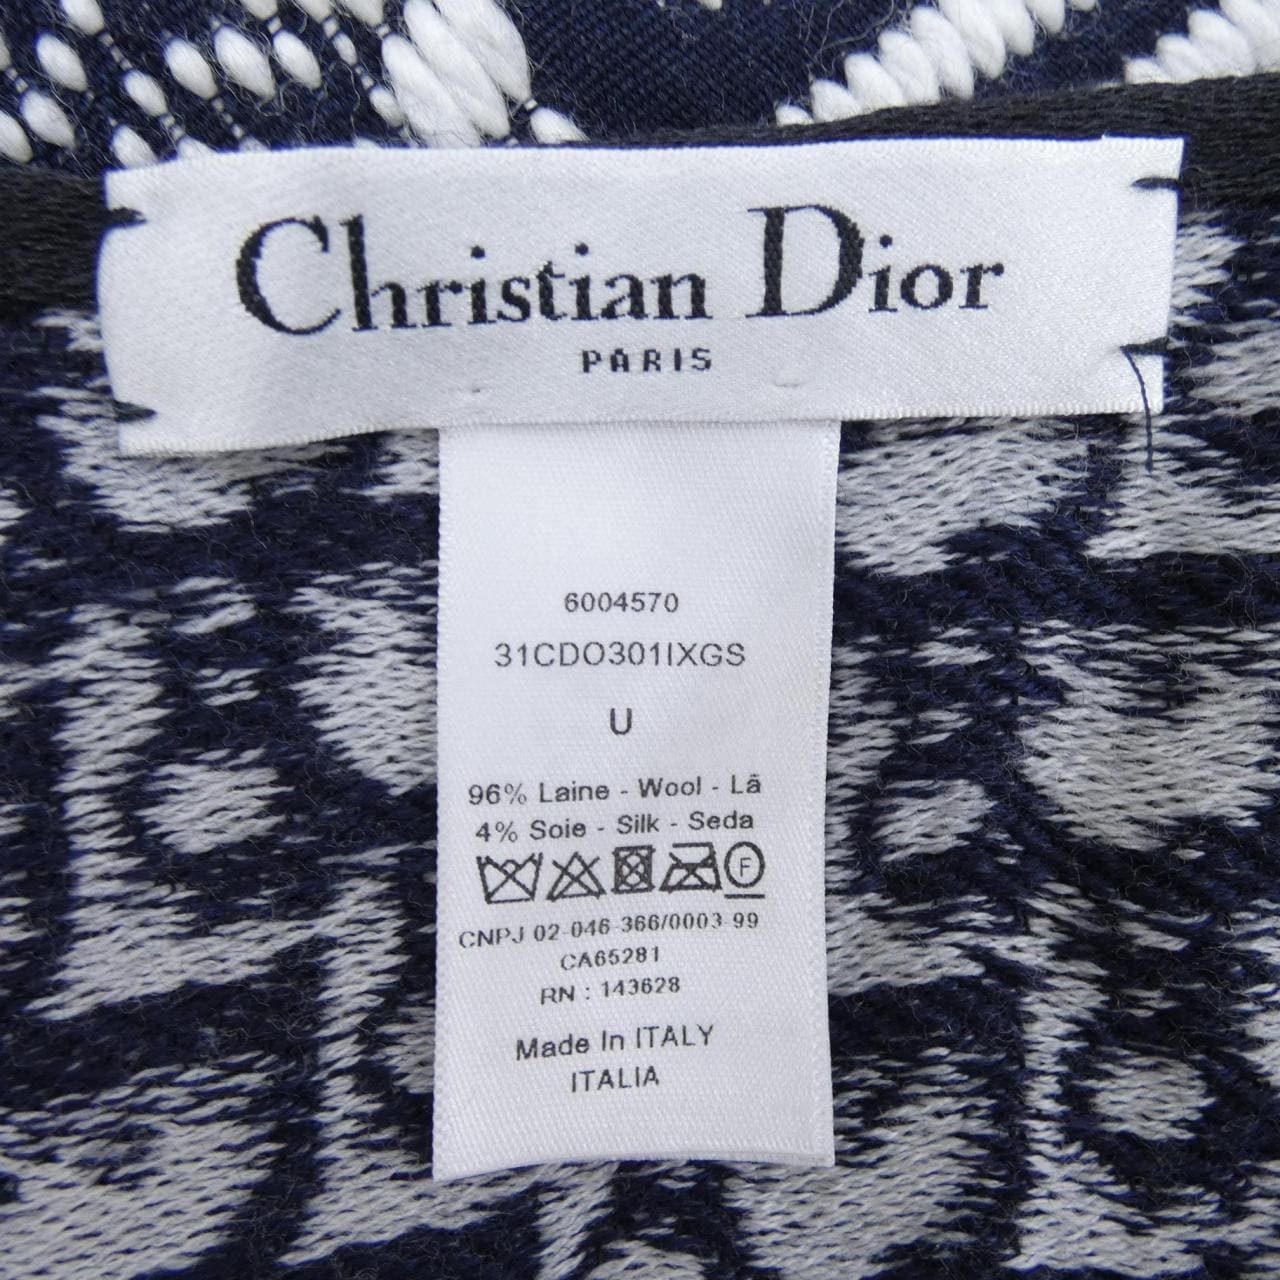 Christian Dior
PARIS
6004570
31CDO301IXGS
U
96% Laine - Wool - Lã
4% Soie - Silk - Seda
F
CNPJ 02-046-366/0003-99
CA65281
RN : 143628
Made In ITALY
ITALIA